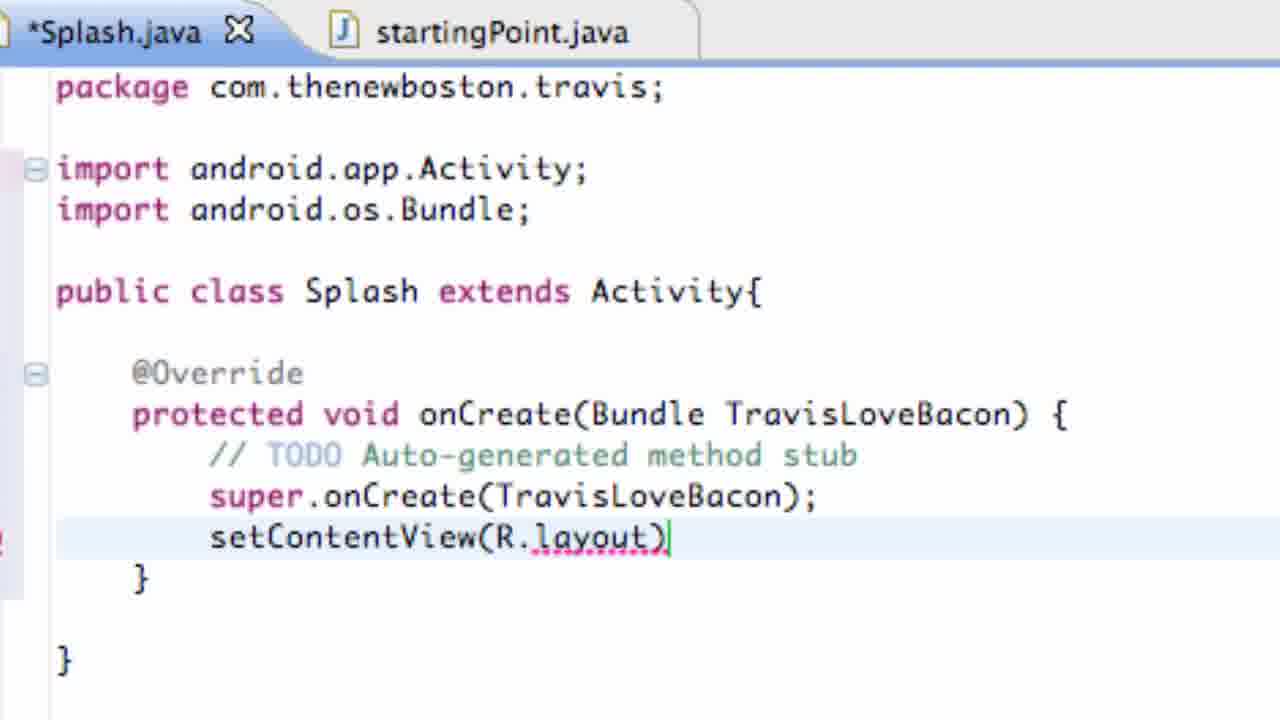 *Splash.java startingPoint.java
package com.thenewboston.travis;
import android.app.Activity;
import android.os.Bundle;
public class Splash extends Activity{
@Override
protected void onCreate(Bundle TravisLoveBacon) {
// TODO Auto-generated method stub
super.onCreate(TravisLoveBacon);
setContentView(R.layout)
}
}